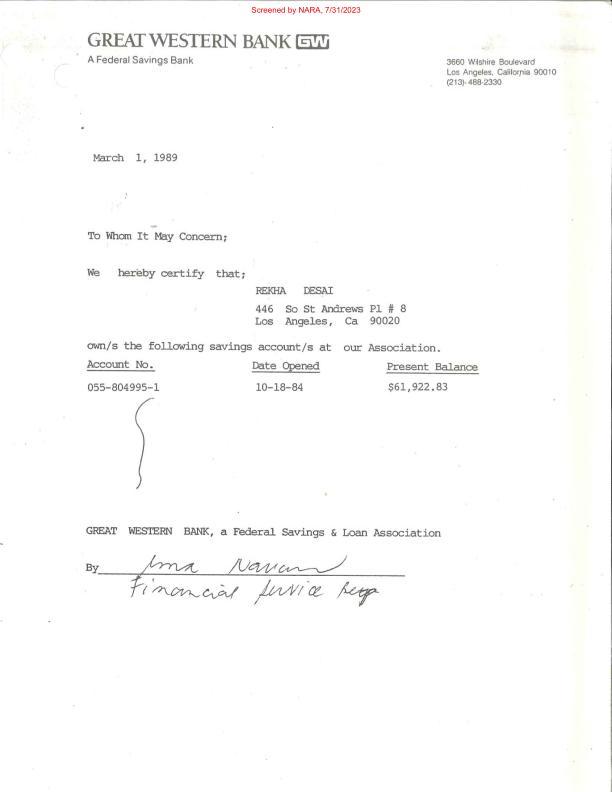 Screened by NARA, 7/31/2023
GREAT WESTERN BANK GW
A Federal Savings Bank
3660 Wilshire Boulevard
Los Angeles, California 90010
(213) 488-2330
March 1, 1989
To Whom It May Concern;
We hereby certify that;
REKHA DESAI
446 So St Andrews Pl # 8
Los Angeles, Ca 90020
own/s the following savings account/s at our Association.
Account No. Date Opened Present Balance
055-804995-1 10-18-84 $61,922.83
GREAT WESTERN BANK, a Federal Savings & Loan Association
By
Financial Service